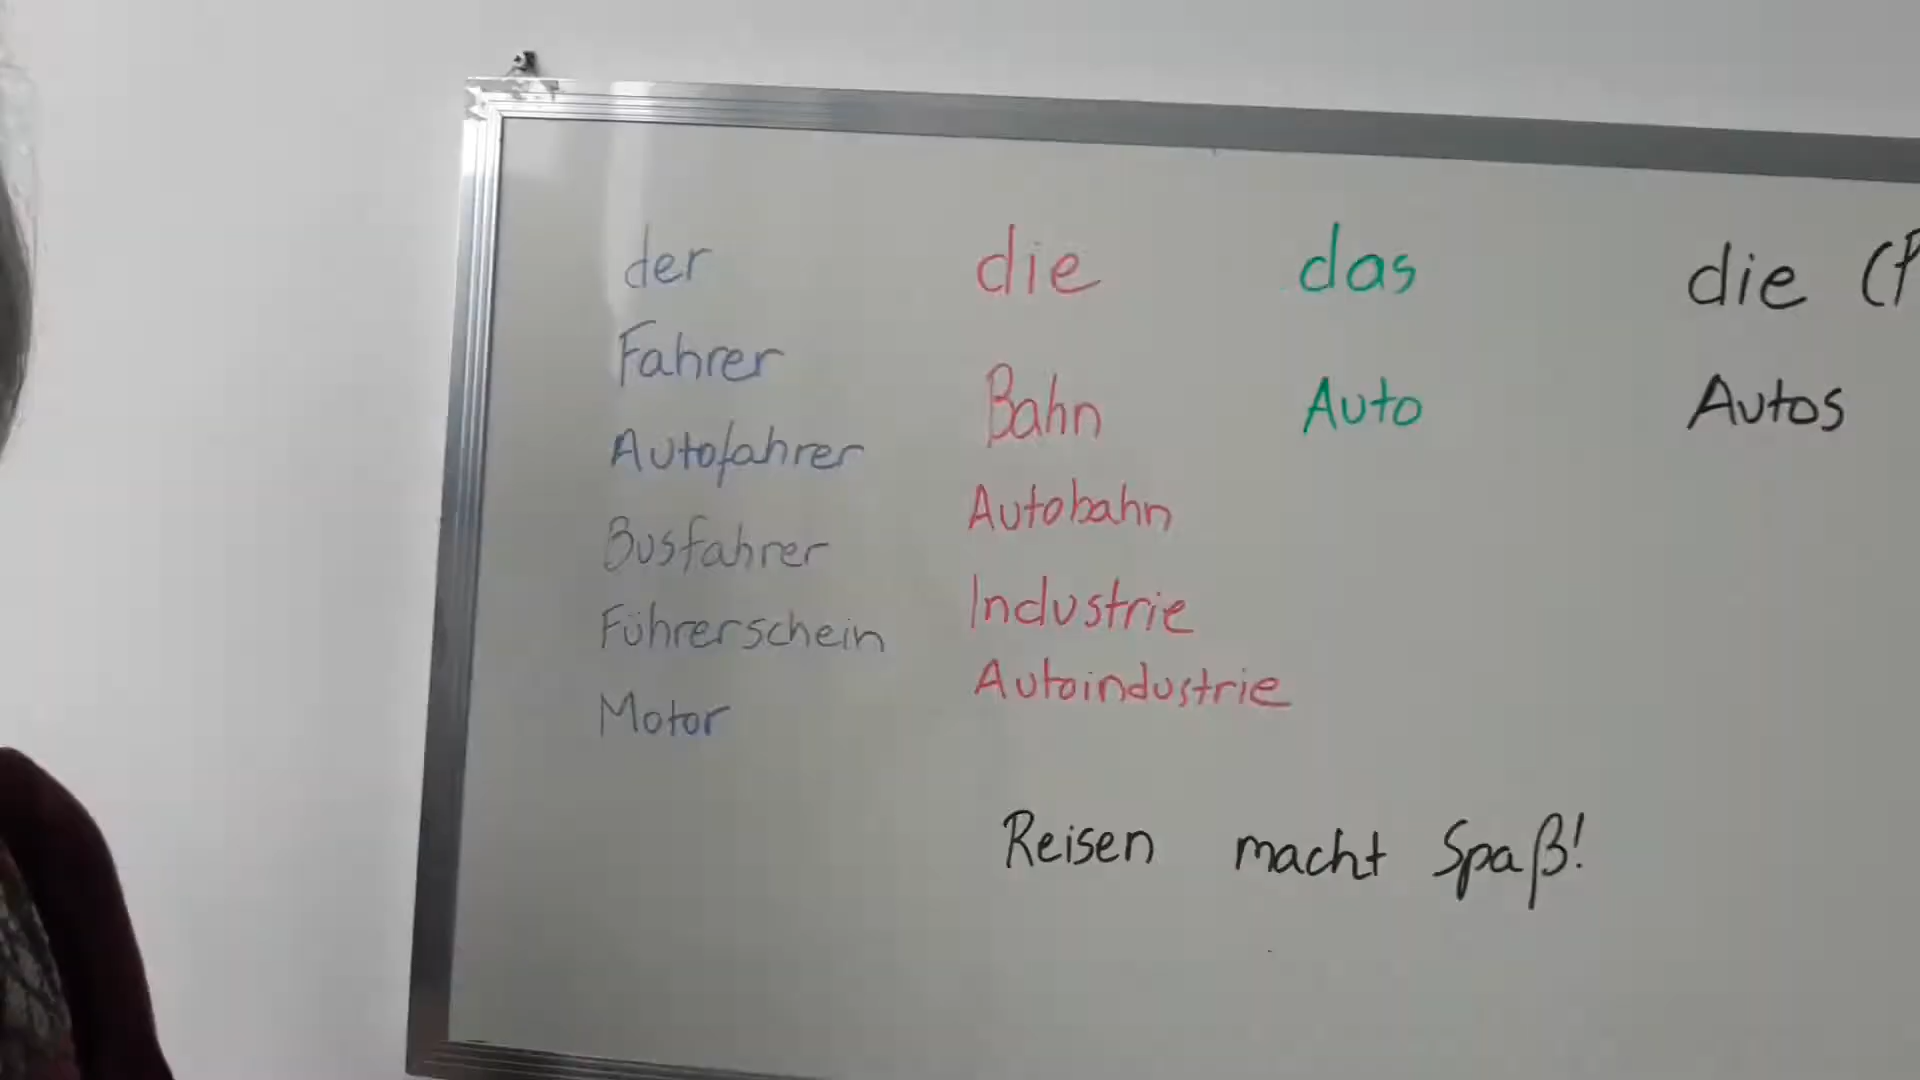 der die das die (P
Fahrer
Bahn Auto Autos
Autofahrer
Autobahn
Busfahrer
Industrie
Führerschein
Autoindustrie
Motor
Reisen macht Spaß!